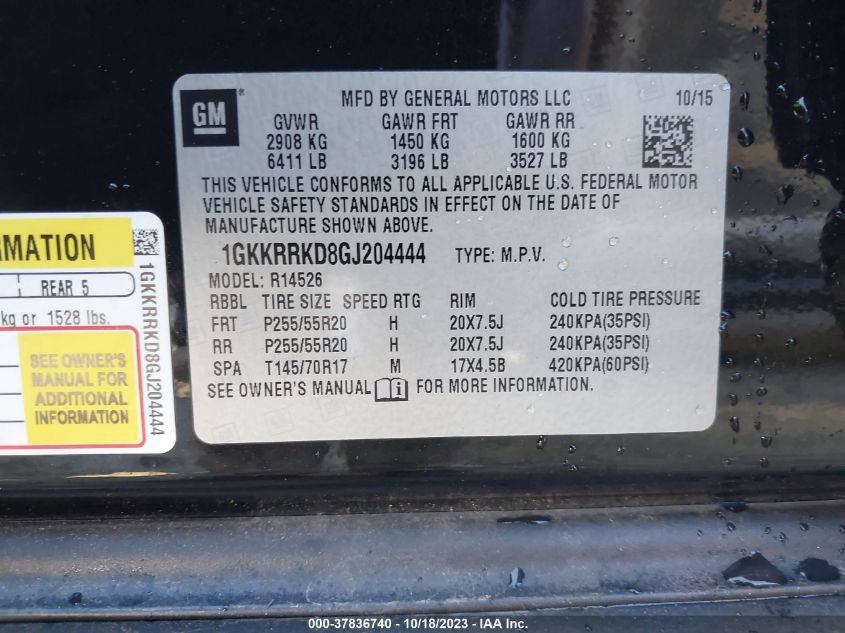 GM
MFD BY GENERAL MOTORS LLC 10/15
GVWR GAWR FRT GAWR RR
2908 KG 1450 KG 1600 KG
6411 LB 3196 LB 3527 LB
THIS VEHICLE CONFORMS TO ALL APPLICABLE U.S. FEDERAL MOTOR
VEHICLE SAFETY STANDARDS IN EFFECT ON THE DATE OF
MANUFACTURE SHOWN ABOVE.
1GKKRRKD8GJ204444 TYPE: M.P.V.
MODEL: R14526
RBBL TIRE SIZE SPEED RTG RIM COLD TIRE PRESSURE
FRT P255/55R20 H 20X7.5J 240KPA(35PSI)
RR P255/55R20 H 20X7.5J 240KPA(35PSI)
SPA T145/70R17 M 17X4.5B 420KPA(60PSI)
SEE OWNER'S MANUAL FOR MORE INFORMATION.
RMATION
REAR 5
kg or 1528 lbs.
SEE OWNER'S
MANUAL FOR
ADDITIONAL
INFORMATION
1GKKRRKD8GJ204444
000-37836740 - 10/18/2023 - www.iaai.com